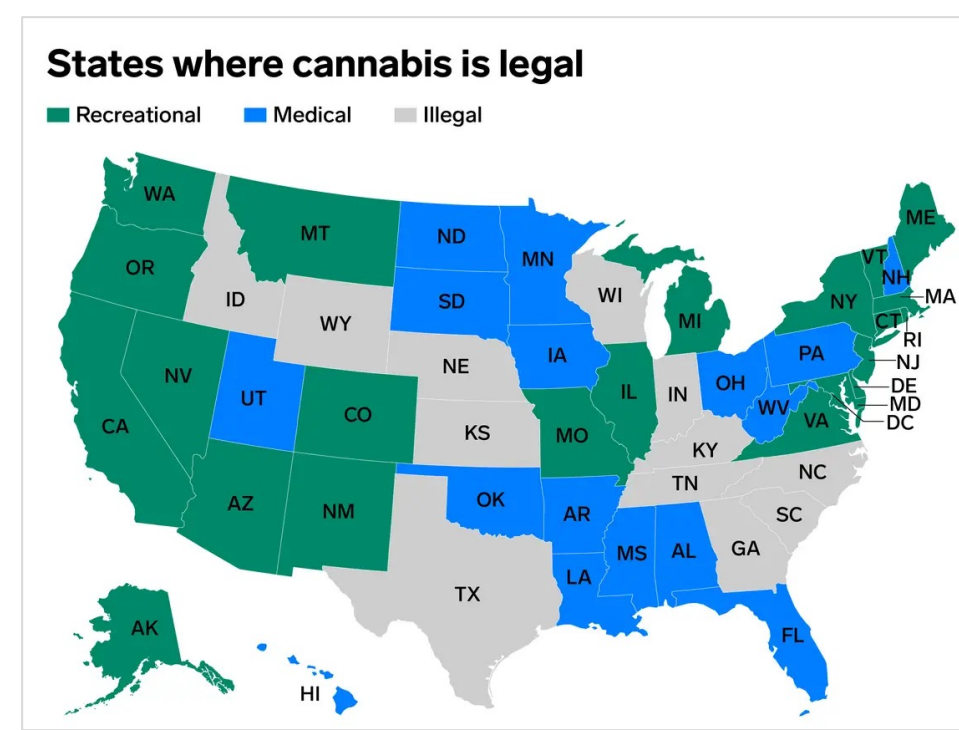 States where cannabis is legal
Recreational Medical Illegal
WA
MT
ND
MN
ME
VT
NH
OR
ID
WY
SD
WI
MI
NY
MA
CT
RI
NV
UT
CO
NE
IA
IL
IN
OH
PA
NJ
DE
MD
DC
CA
KS
MO
KY
WV
VA
AZ
NM
OK
AR
TN
NC
SC
TX
LA
MS
AL
GA
FL
AK
HI